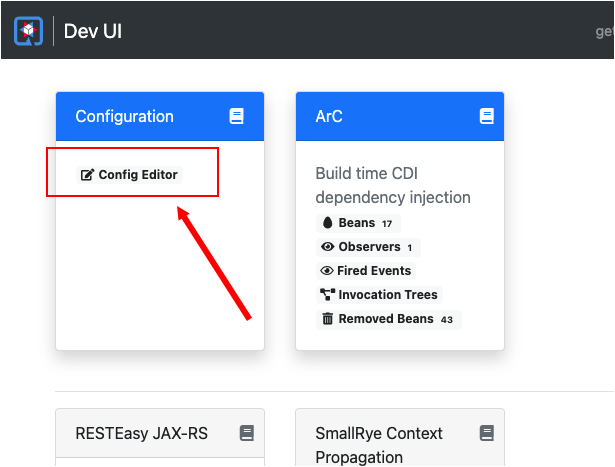 Dev UI
get
Configuration
Config Editor
ArC
Build time CDI
dependency injection
Beans 17
Observers 1
Fired Events
Invocation Trees
Removed Beans 43
RESTEasy JAX-RS
SmallRye Context
Propagation